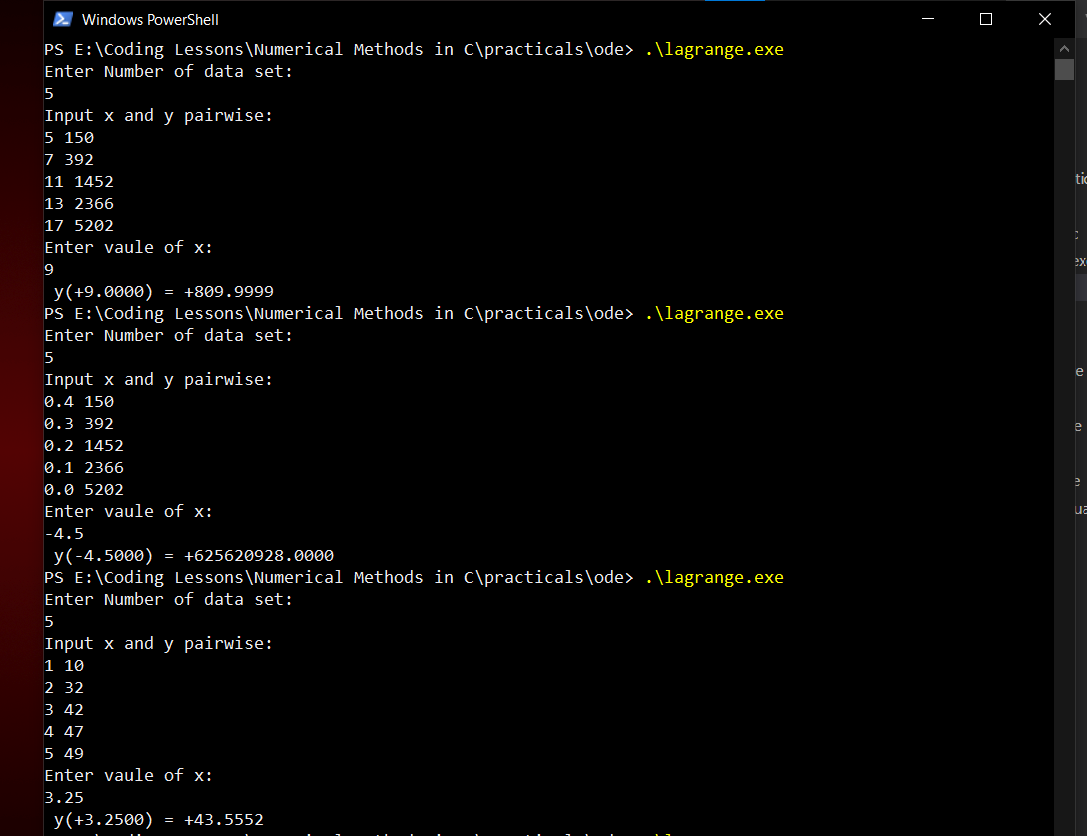 Windows PowerShell
PS E:\Coding Lessons\Numerical Methods in C\practicals\ode> .\lagrange.exe
Enter Number of data set:
5
Input x and y pairwise:
5 150
7 392
11 1452
13 2366
17 5202
Enter vaule of x:
9
y(+9.0000) = +809.9999
PS E:\Coding Lessons\Numerical Methods in C\practicals\ode> .\lagrange.exe
Enter Number of data set:
5
Input x and y pairwise:
0.4 150
0.3 392
0.2 1452
0.1 2366
0.0 5202
Enter vaule of x:
-4.5
y(-4.5000) = +625620928.0000
PS E:\Coding Lessons\Numerical Methods in C\practicals\ode> .\lagrange.exe
Enter Number of data set:
5
Input x and y pairwise:
1 10
2 32
3 42
4 47
5 49
Enter vaule of x:
3.25
y(+3.2500) = +43.5552